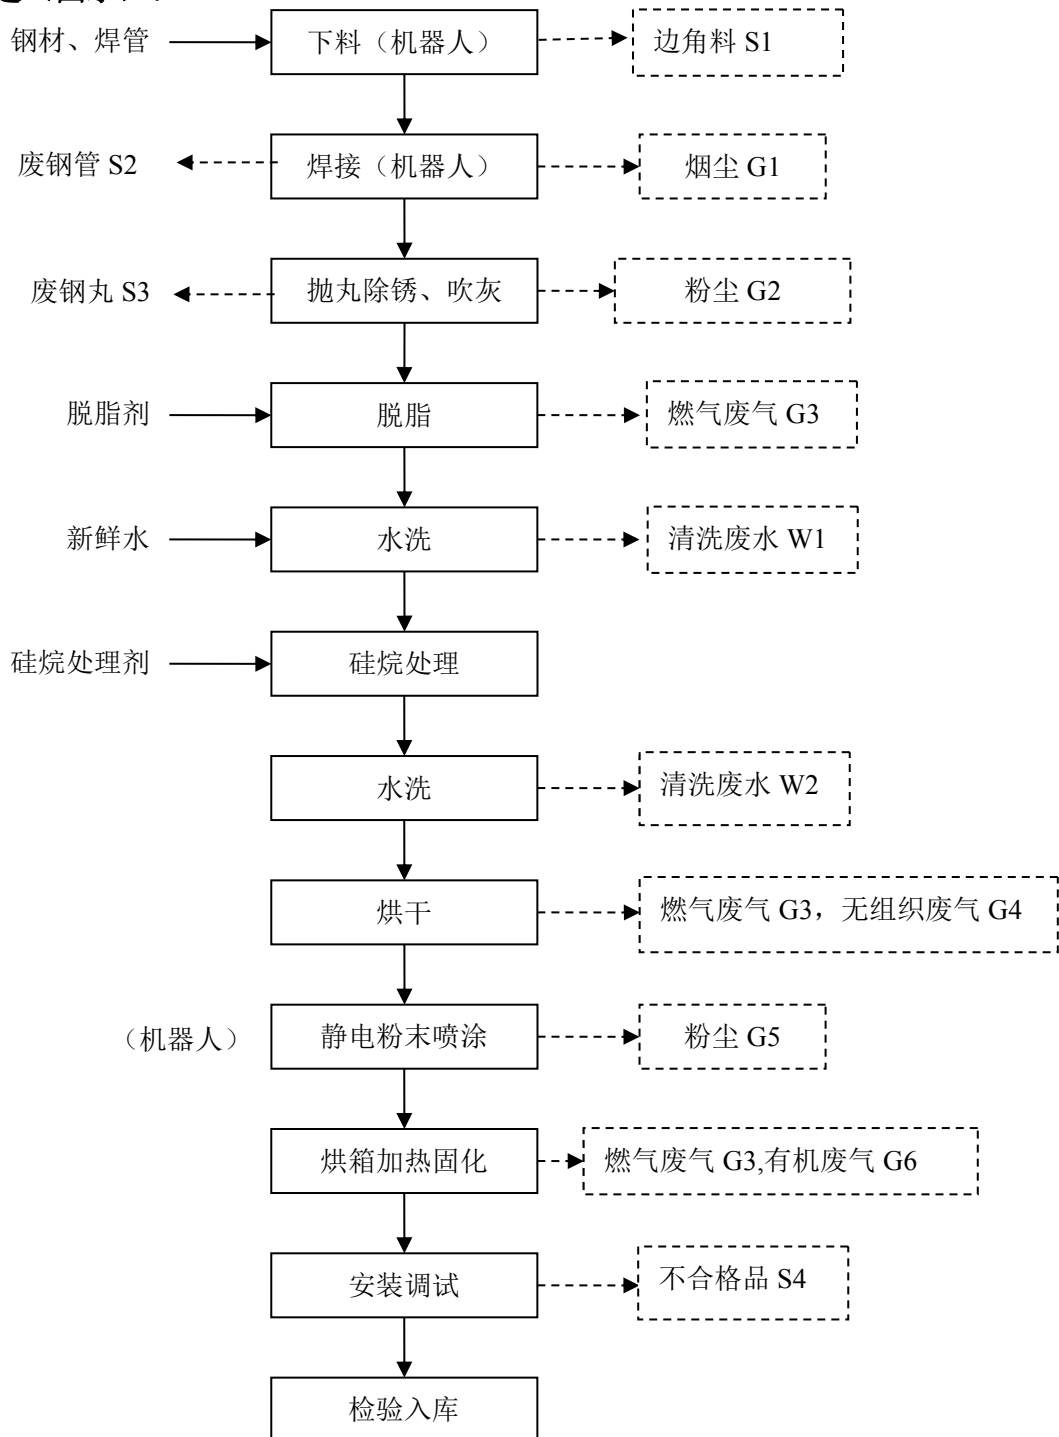 钢材、焊管
下料（机器人）
边角料 S1
废钢管 S2
焊接（机器人）
烟尘 G1
废钢丸 S3
抛丸除锈、吹灰
粉尘 G2
脱脂剂
脱脂
燃气废气 G3
新鲜水
水洗
清洗废水 W1
硅烷处理剂
硅烷处理
水洗
清洗废水 W2
烘干
燃气废气 G3，无组织废气 G4
（机器人）
静电粉末喷涂
粉尘 G5
烘箱加热固化
燃气废气 G3,有机废气 G6
安装调试
不合格品 S4
检验入库